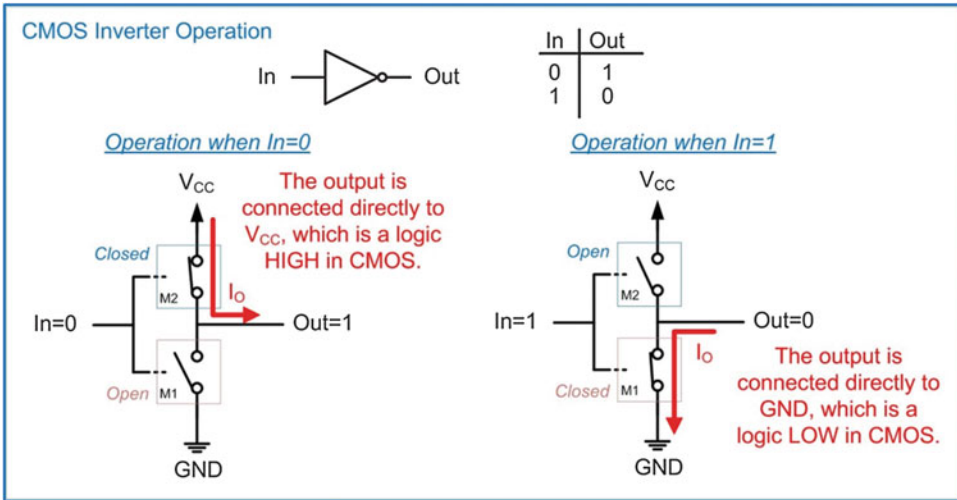 CMOS Inverter Operation
In
Out
In Out
0 1
1 0
Operation when In=0
VCC
The output is
connected directly to
VCC, which is a logic
HIGH in CMOS.
Closed
M2
IO
In=0
Out=1
Open
M1
GND
Operation when In=1
VCC
Open
M2
In=1
Out=0
IO
Closed
M1
The output is
connected directly to
GND, which is a
logic LOW in CMOS.
GND